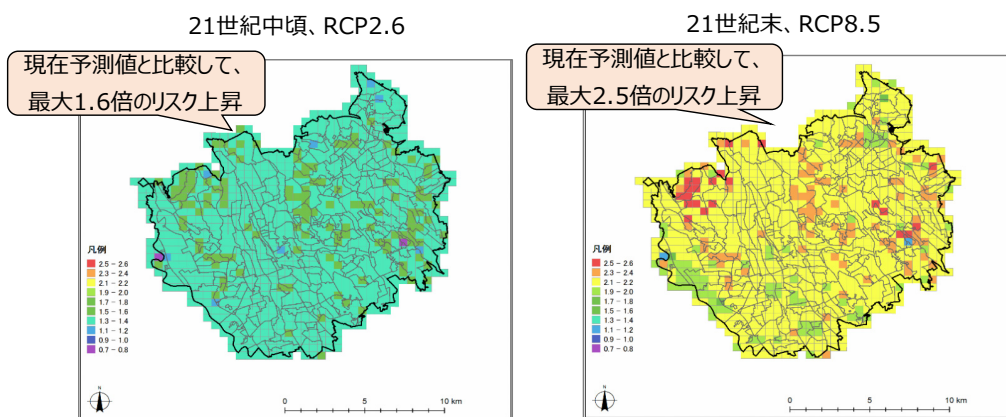 21世紀中頃、RCP2.6
現在予測値と比較して、
最大1.6倍のリスク上昇
凡例
2.5 - 2.6
2.3 - 2.4
2.1 - 2.2
1.9 - 2.0
1.7 - 1.8
1.5 - 1.6
1.3 - 1.4
1.1 - 1.2
0.9 - 1.0
0.7 - 0.8
N
0 5 10 km
21世紀末、RCP8.5
現在予測値と比較して、
最大2.5倍のリスク上昇
凡例
2.5 - 2.6
2.3 - 2.4
2.1 - 2.2
1.9 - 2.0
1.7 - 1.8
1.5 - 1.6
1.3 - 1.4
1.1 - 1.2
0.9 - 1.0
0.7 - 0.8
N
0 5 10 km